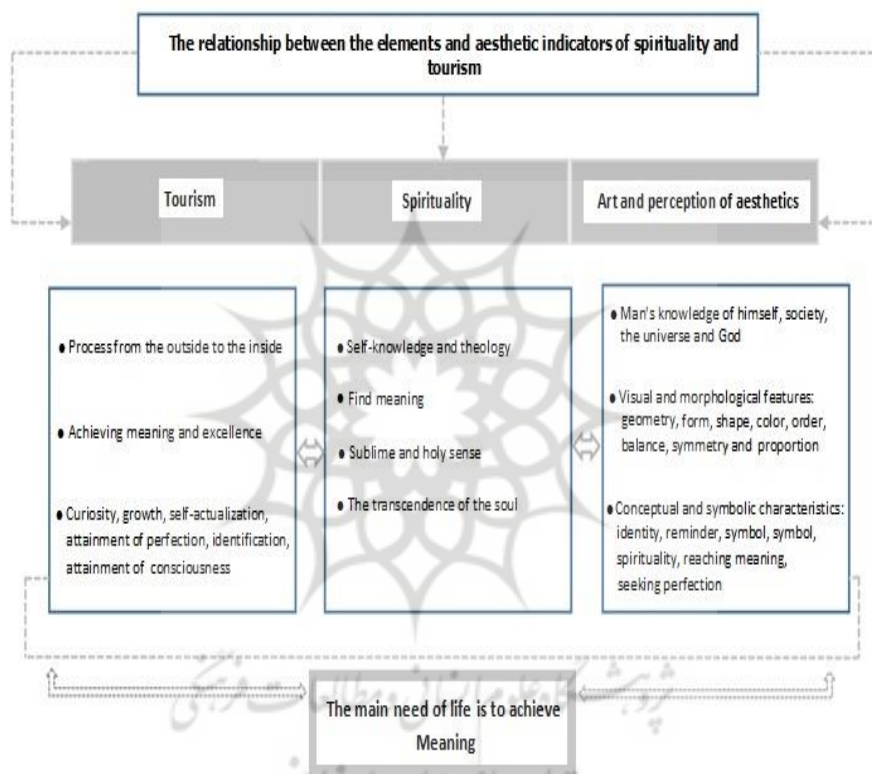 The relationship between the elements and aesthetic indicators of spirituality and
tourism
Tourism
Spirituality
Art and perception of aesthetics
● Process from the outside to the inside
● Achieving meaning and excellence
● Curiosity, growth, self-actualization,
attainment of perfection, identification,
attainment of consciousness
● Self-knowledge and theology
● Find meaning
● Sublime and holy sense
● The transcendence of the soul
● Man's knowledge of himself, society,
the universe and God
● Visual and morphological features:
geometry, form, shape, color, order,
balance, symmetry and proportion
● Conceptual and symbolic characteristics:
identity, reminder, symbol, symbol,
spirituality, reaching meaning,
seeking perfection
پژوهشگاه علوم انسانی و مطالعات فرهنگی
The main need of life is to achieve
Meaning